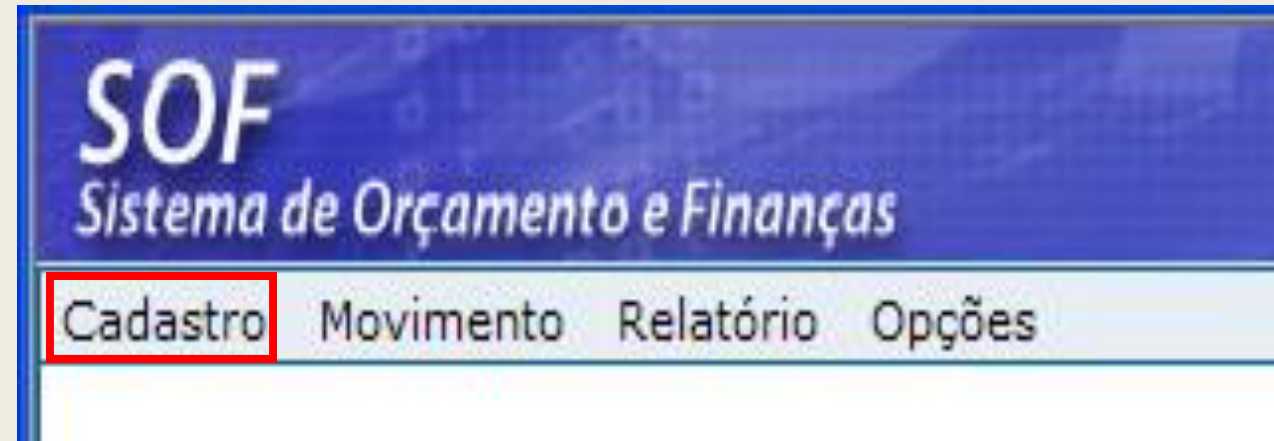 SOF
Sistema de Orçamento e Finanças
Cadastro Movimento Relatório Opções